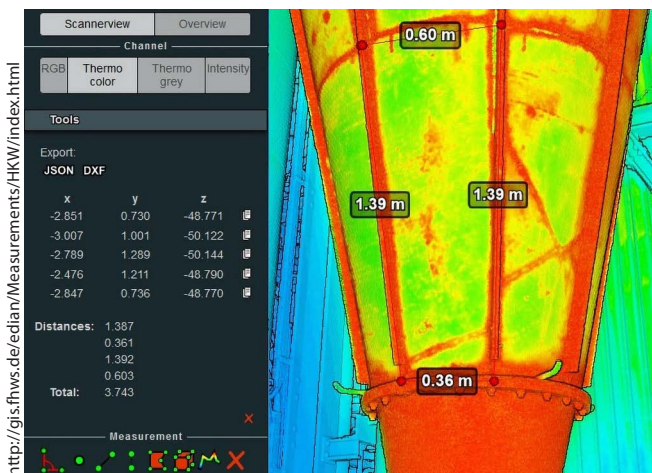 http://gis.fhws.de/edian/Measurements/HKW/index.html
Scannerview Overview
Channel
RGB Thermo color Thermo grey Intensity
Tools
Export:
JSON DXF
x y z
-2.851 0.730 -48.771
-3.007 1.001 -50.122
-2.789 1.289 -50.144
-2.476 1.211 -48.790
-2.847 0.736 -48.770
Distances: 1.387
0.361
1.392
0.603
Total: 3.743
Measurement
0.60 m
1.39 m
1.39 m
0.36 m